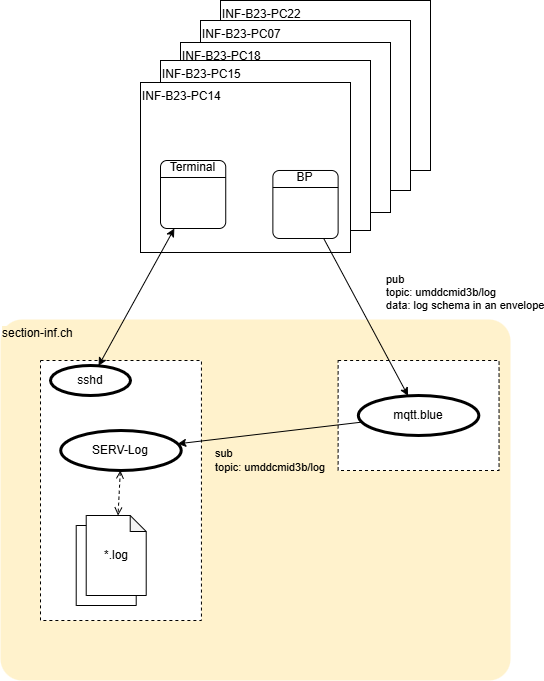 INF-B23-PC22
INF-B23-PC07
INF-B23-PC18
INF-B23-PC15
INF-B23-PC14
Terminal
BP
pub
topic: umddcmid3b/log
data: log schema in an envelope
section-inf.ch
sshd
mqtt.blue
SERV-Log
sub
topic: umddcmid3b/log
*.log